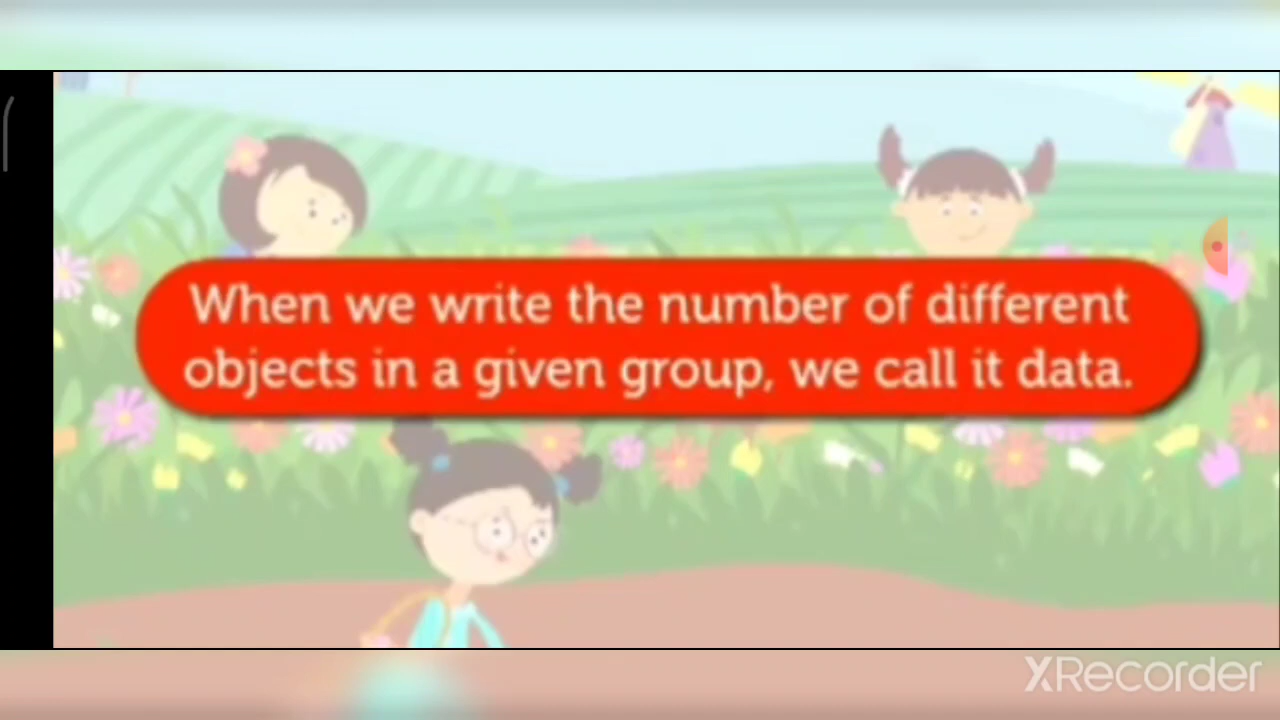 When we write the number of different
objects in a given group, we call it data.
XRecorder